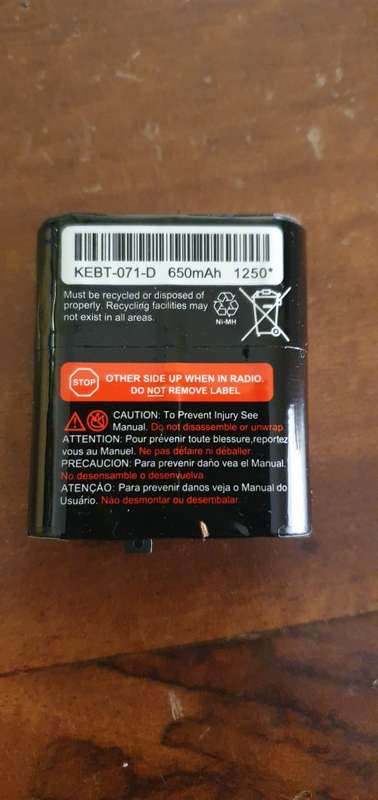 KEBT-071-D 650mAh 1250*
Must be recycled or disposed of
properly. Recycling facilities may
not exist in all areas.
Ni-MH
STOP
OTHER SIDE UP WHEN IN RADIO.
DO NOT REMOVE LABEL
CAUTION: To Prevent Injury See
Manual. Do not disassemble or unwrap.
ATTENTION: Pour prévenir toute blessure,reportez
vous au Manuel. Ne pas défaire ni déballer.
PRECAUCION: Para prevenir daño vea el Manual.
No desensamble o desenvuelva
ATENÇÃO: Para prevenir danos veja o Manual do
Usuário. Nao desmontar ou desembalar.